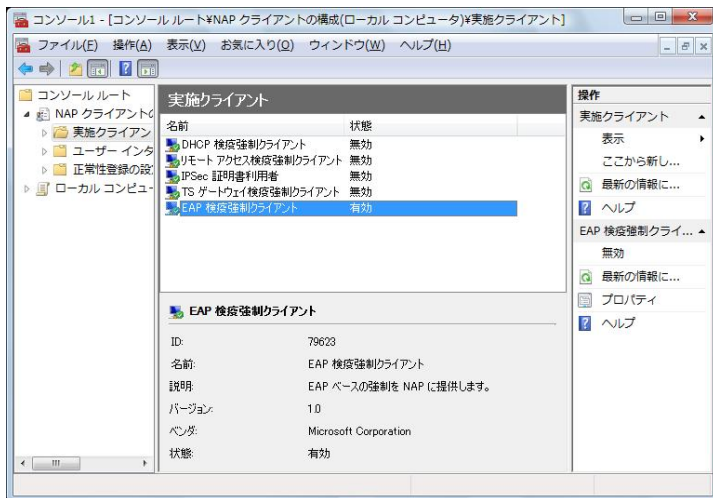 コンソール1 - [コンソール ルート¥NAP クライアントの構成(ローカル コンピュータ)¥実施クライアント]
ファイル(F) 操作(A) 表示(V) お気に入り(O) ウィンドウ(W) ヘルプ(H)
コンソール ルート
NAP クライアントの
実施クライアン
ユーザー インタ
正常性登録の設
ローカル コンピュー
実施クライアント
名前 状態
DHCP 検疫強制クライアント 無効
リモート アクセス検疫強制クライアント 無効
IPSec 証明書利用者 無効
TS ゲートウェイ検疫強制クライアント 無効
EAP 検疫強制クライアント 有効
EAP 検疫強制クライアント
ID: 79623
名前: EAP 検疫強制クライアント
説明: EAP ベースの強制を NAP に提供します。
バージョン: 1.0
ベンダ: Microsoft Corporation
状態: 有効
操作
実施クライアント
表示
ここから新し...
最新の情報に...
ヘルプ
EAP 検疫強制クライ...
無効
最新の情報に...
プロパティ
ヘルプ